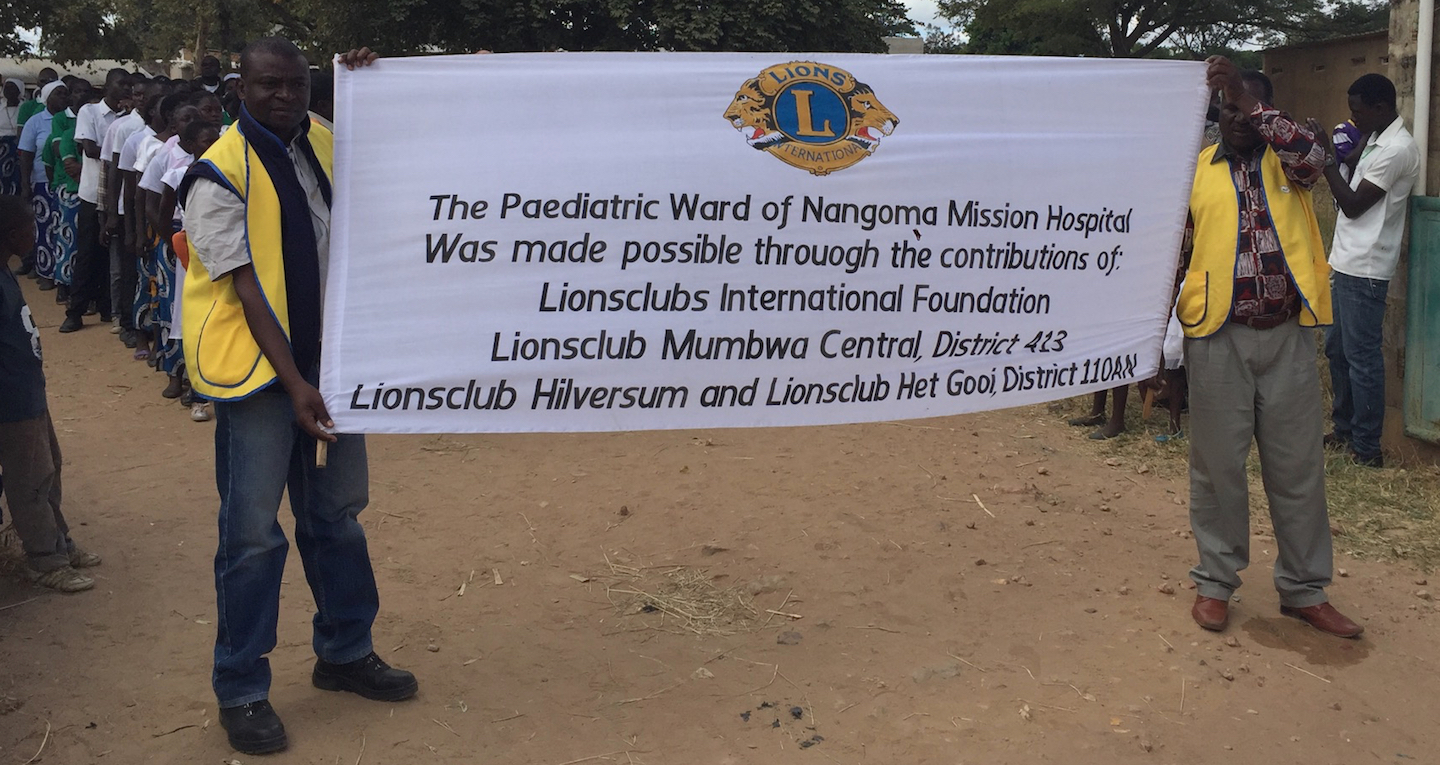 LIONS
L
INTERNATIONAL
The Paediatric Ward of Nangoma Mission Hospital
Was made possible thruogh the contributions of:
Lionsclubs International Foundation
Lionsclub Mumbwa Central, District 413
Lionsclub Hilversum and Lionsclub Het Gooi, District 110AN